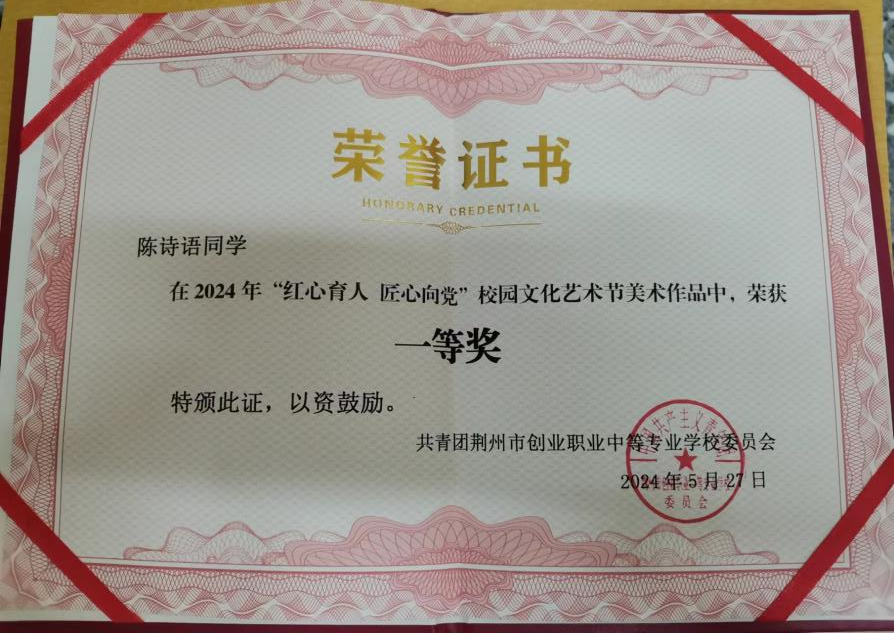 荣誉证书
HONORARY CREDENTIAL
陈诗语同学
在2024年“红心育人 匠心向党”校园文化艺术节美术作品中，荣获
一等奖
特颁此证，以资鼓励。
共青团荆州市创业职业中等专业学校委员会
2024年5月27日
委员会